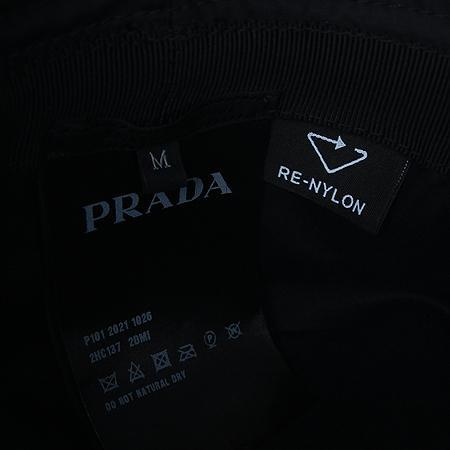 M
PRADA
RE-NYLON
P101 2021 1026
2HC137 2DMI
DO NOT NATURAL DRY